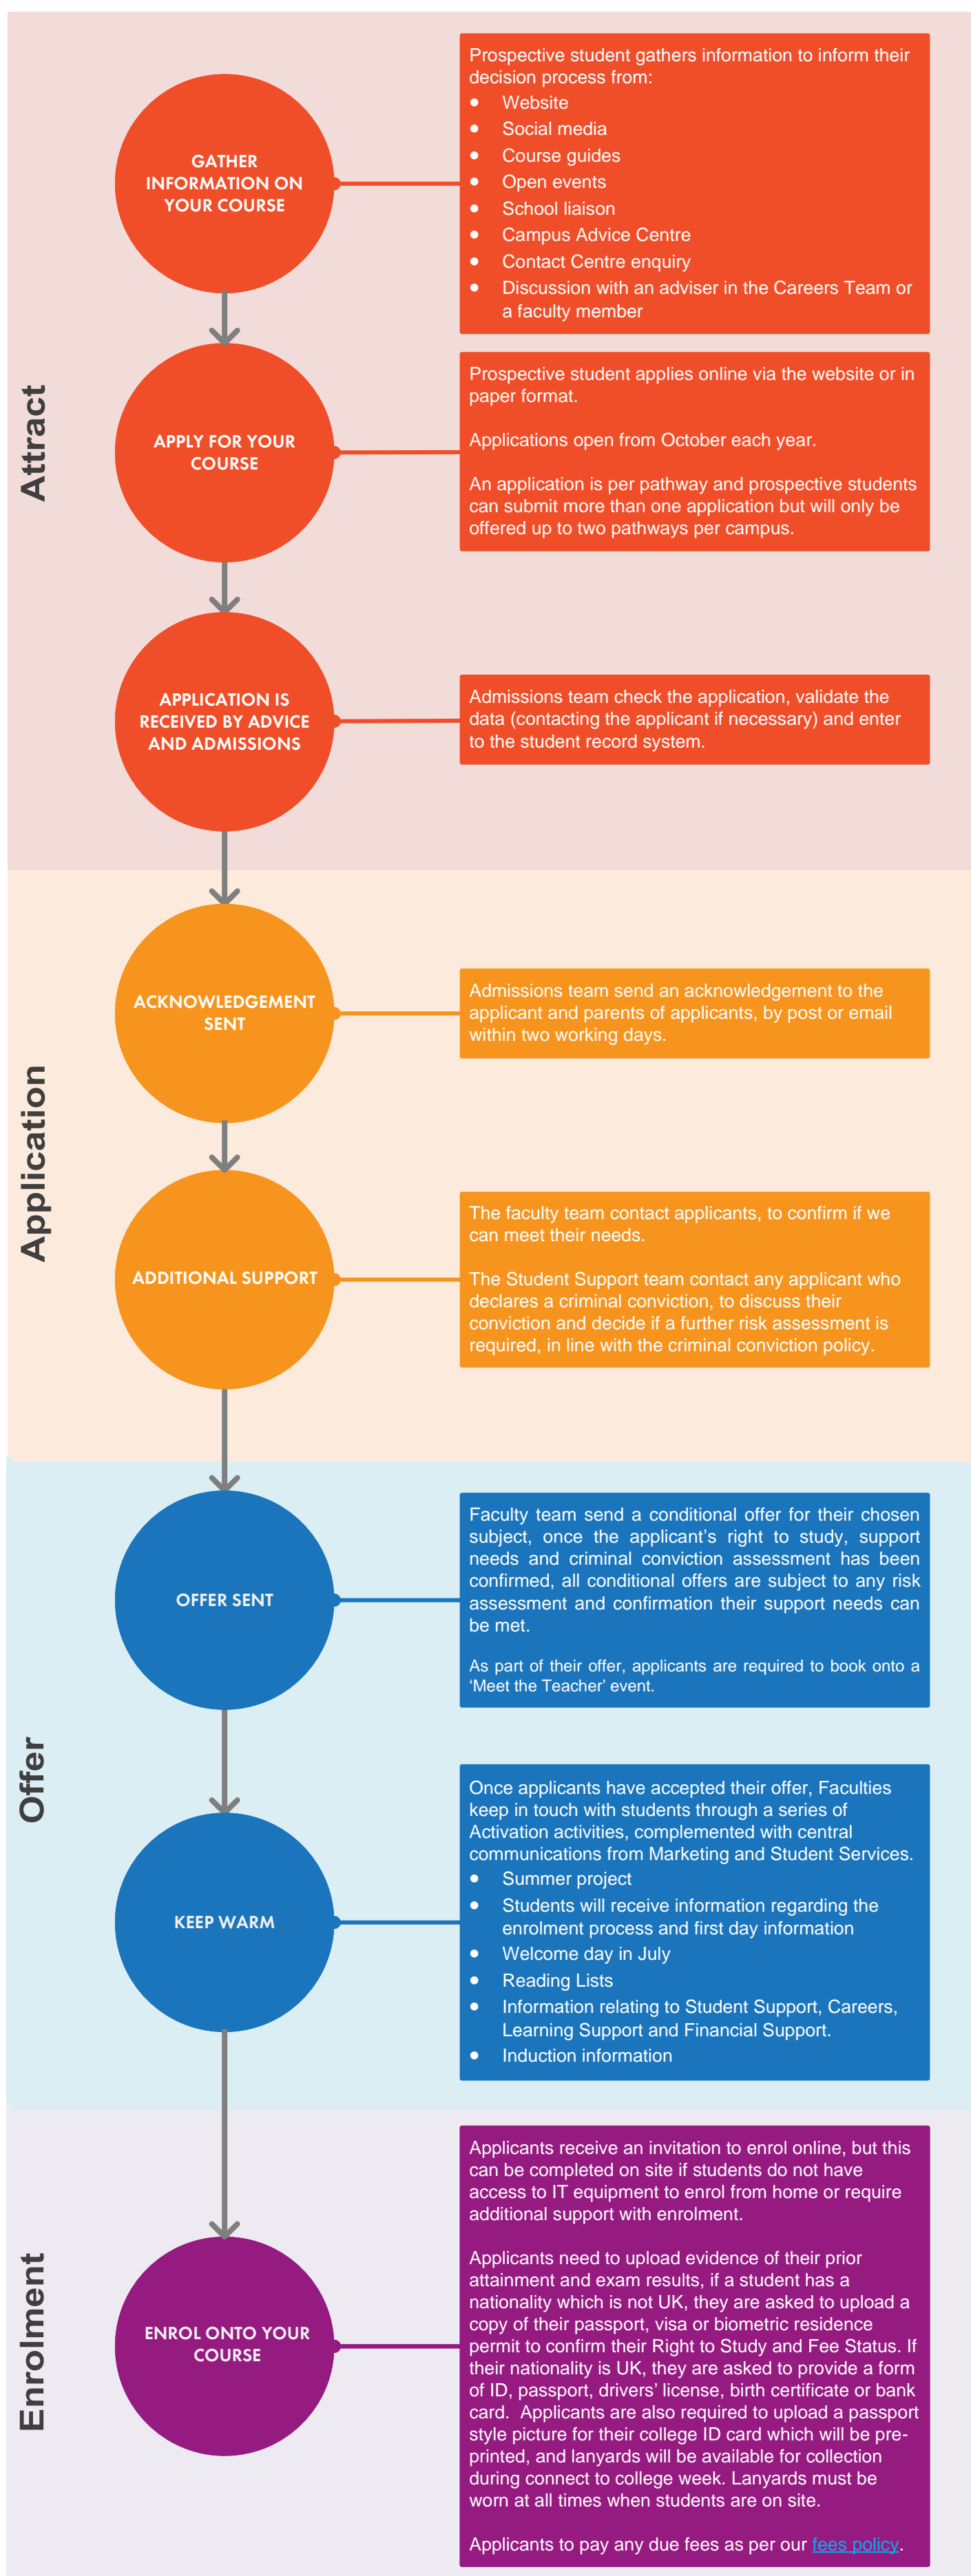 Attract
GATHER
INFORMATION ON
YOUR COURSE
Prospective student gathers information to inform their
decision process from:
• Website
• Social media
• Course guides
• Open events
• School liaison
• Campus Advice Centre
• Contact Centre enquiry
• Discussion with an adviser in the Careers Team or
a faculty member
APPLY FOR YOUR
COURSE
Prospective student applies online via the website or in
paper format.
Applications open from October each year.
An application is per pathway and prospective students
can submit more than one application but will only be
offered up to two pathways per campus.
APPLICATION IS
RECEIVED BY ADVICE
AND ADMISSIONS
Admissions team check the application, validate the
data (contacting the applicant if necessary) and enter
to the student record system.
Application
ACKNOWLEDGEMENT
SENT
Admissions team send an acknowledgement to the
applicant and parents of applicants, by post or email
within two working days.
ADDITIONAL SUPPORT
The faculty team contact applicants, to confirm if we
can meet their needs.
The Student Support team contact any applicant who
declares a criminal conviction, to discuss their
conviction and decide if a further risk assessment is
required, in line with the criminal conviction policy.
Offer
OFFER SENT
Faculty team send a conditional offer for their chosen
subject, once the applicant's right to study, support
needs and criminal conviction assessment has been
confirmed, all conditional offers are subject to any risk
assessment and confirmation their support needs can
be met.
As part of their offer, applicants are required to book onto a
'Meet the Teacher' event.
KEEP WARM
Once applicants have accepted their offer, Faculties
keep in touch with students through a series of
Activation activities, complemented with central
communications from Marketing and Student Services.
• Summer project
• Students will receive information regarding the
enrolment process and first day information
• Welcome day in July
• Reading Lists
• Information relating to Student Support, Careers,
Learning Support and Financial Support.
• Induction information
Enrolment
ENROL ONTO YOUR
COURSE
Applicants receive an invitation to enrol online, but this
can be completed on site if students do not have
access to IT equipment to enrol from home or require
additional support with enrolment.
Applicants need to upload evidence of their prior
attainment and exam results, if a student has a
nationality which is not UK, they are asked to upload a
copy of their passport, visa or biometric residence
permit to confirm their Right to Study and Fee Status. If
their nationality is UK, they are asked to provide a form
of ID, passport, drivers' license, birth certificate or bank
card.  Applicants are also required to upload a passport
style picture for their college ID card which will be pre-
printed, and lanyards will be available for collection
during connect to college week. Lanyards must be
worn at all times when students are on site.
Applicants to pay any due fees as per our fees policy.